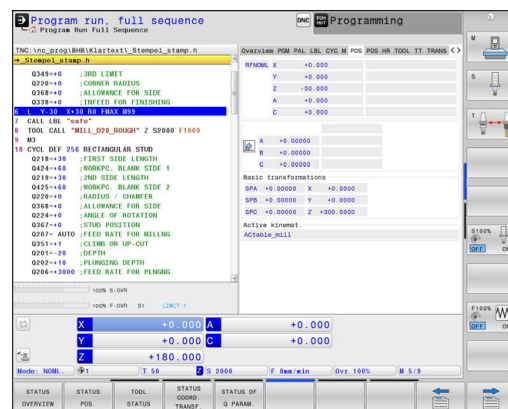 Program run, full sequence
Program Run Full Sequence
DNC
Programming
TNC:\nc_prog\BHB\Klartext\_Stempel_stamp.h
→_Stempel_stamp.h
Q349=+0 ;3RD LIMIT
Q220=+0 ;CORNER RADIUS
Q368=+0 ;ALLOWANCE FOR SIDE
Q338=+0 ;INFEED FOR FINISHING
6 L Y-30 X+30 R0 FMAX M99
7 CALL LBL "safe"
8 TOOL CALL "MILL_D20_ROUGH" Z S2000 F1000
9 M3
10 CYCL DEF 256 RECTANGULAR STUD
Q218=+30 ;FIRST SIDE LENGTH
Q424=+60 ;WORKPC. BLANK SIDE 1
Q219=+30 ;2ND SIDE LENGTH
Q425=+60 ;WORKPC. BLANK SIDE 2
Q220=+0 ;RADIUS / CHAMFER
Q368=+0 ;ALLOWANCE FOR SIDE
Q224=+0 ;ANGLE OF ROTATION
Q367=+0 ;STUD POSITION
Q207= AUTO ;FEED RATE FOR MILLNG
Q351=+1 ;CLIMB OR UP-CUT
Q201=-20 ;DEPTH
Q202=+10 ;PLUNGING DEPTH
Q206=+3000 ;FEED RATE FOR PLNGNG
100% S-OVR
100% F-OVR S1 LIMIT 1
Overview PGM PAL LBL CYC M POS POS HR TOOL TT TRANS
RFNOML X +0.000
Y +0.000
Z -50.000
A +0.000
C +0.000
A +0.00000
B +0.00000
C +0.00000
Basic transformations
SPA +0.00000 X +0.0000
SPB +0.00000 Y +0.0000
SPC +0.00000 Z +300.0000
Active kinemat.
ACtable_mill
X +0.000 A +0.000
Y +0.000 C +0.000
Z +180.000
Mode: NOML. 1 T 50 Z S 2000 F 0mm/min Ovr 100% M 5/9
STATUS OVERVIEW
STATUS POS.
TOOL STATUS
STATUS COORD. TRANSF.
STATUS OF Q PARAM.
M
S
T
S100%
OFF
F100%
OFF